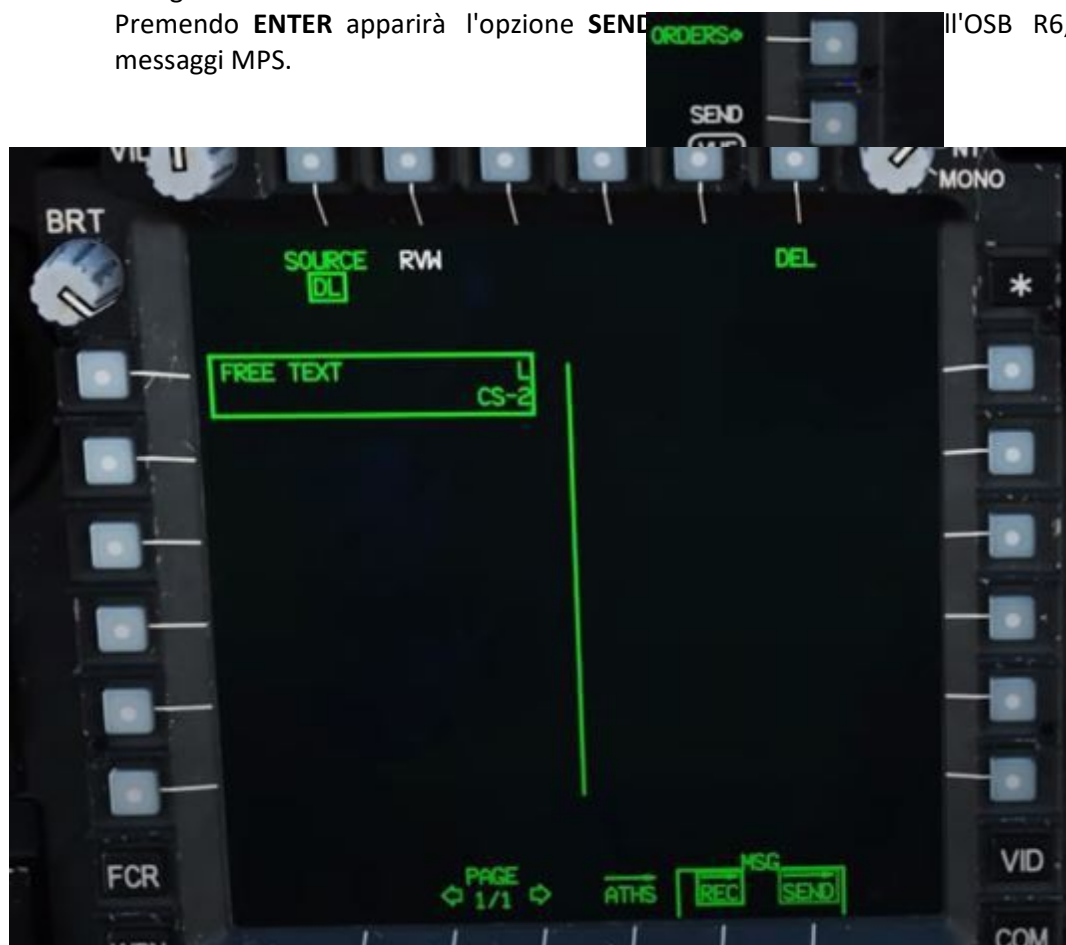 Premendo ENTER apparirà l'opzione SEND
ll'OSB R6,
messaggi MPS.
ORDERS
SEND
MONO
BRT
SOURCE RVW DEL
DL
*
FREE TEXT L
CS-2
FCR
VID
PAGE
1/1
ATHS
MSG
REC SEND
COM